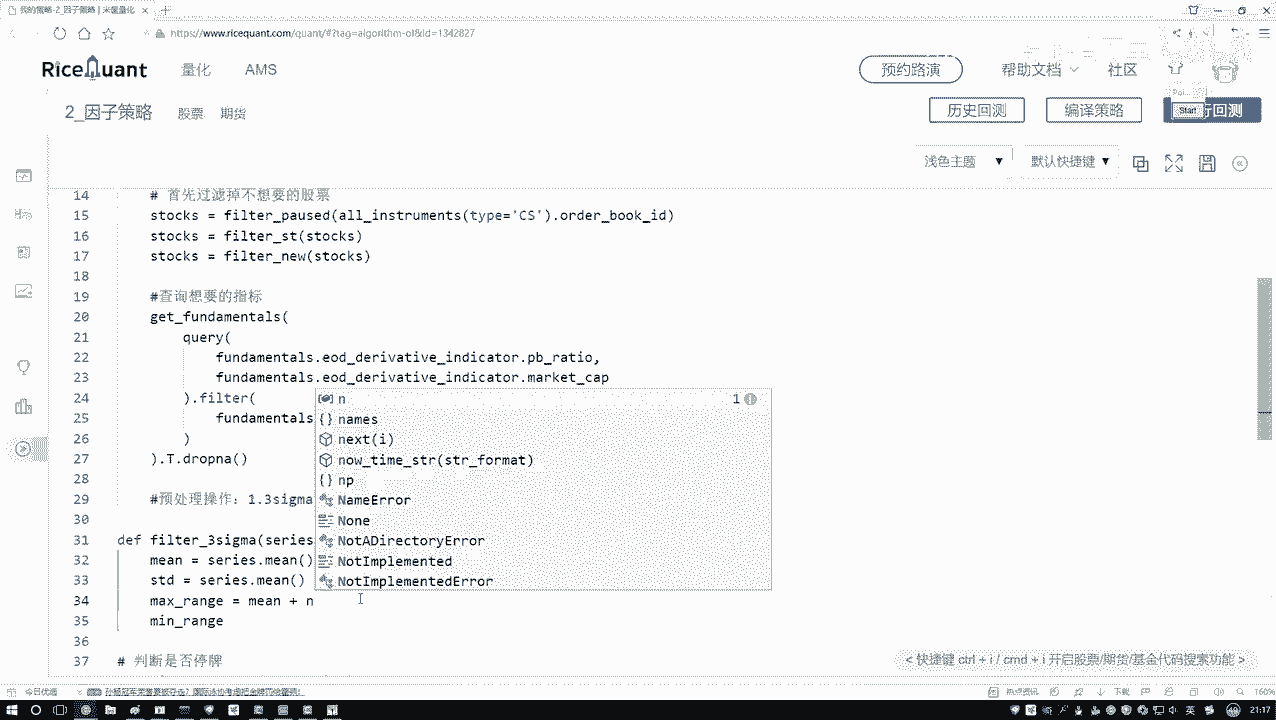 我的策略-2_因子策略 | 米筐量化
https://www.ricequant.com/quant/#?tag=algorithm-ol&id=1342827
RiceQuant 量化 AMS 预约路演 帮助文档 社区
2_因子策略 股票 期货 历史回测 编译策略 行回测
Start
浅色主题 默认快捷键
14 # 首先过滤掉不想要的股票
15 stocks = filter_paused(all_instruments(type='CS').order_book_id)
16 stocks = filter_st(stocks)
17 stocks = filter_new(stocks)
18
19 #查询想要的指标
20 get_fundamentals(
21 query(
22 fundamentals.eod_derivative_indicator.pb_ratio,
23 fundamentals.eod_derivative_indicator.market_cap
24 ).filter(
25 fundamentals
26 )
27 ).T.dropna()
28
29 #预处理操作：1.3sigma
30
31 def filter_3sigma(series
32 mean = series.mean()
33 std = series.mean()
34 max_range = mean + n
35 min_range
36
37 # 判断是否停牌
n 1
names
next(i)
now_time_str(str_format)
np
NameError
None
NotADirectoryError
NotImplemented
NotImplementedError
< 快捷键 ctrl + i / cmd + i 开启股票/期货/基金代码搜索功能 >
今日优选
热点资讯 下载 160%
英 21:17